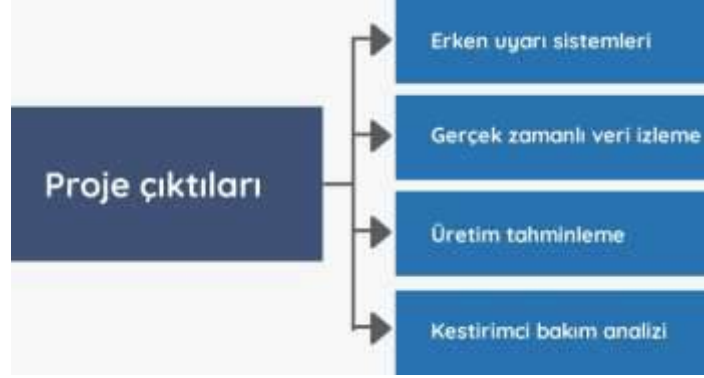 Proje çıktıları
Erken uyarı sistemleri
Gerçek zamanlı veri izleme
Üretim tahminleme
Kestirimci bakım analizi